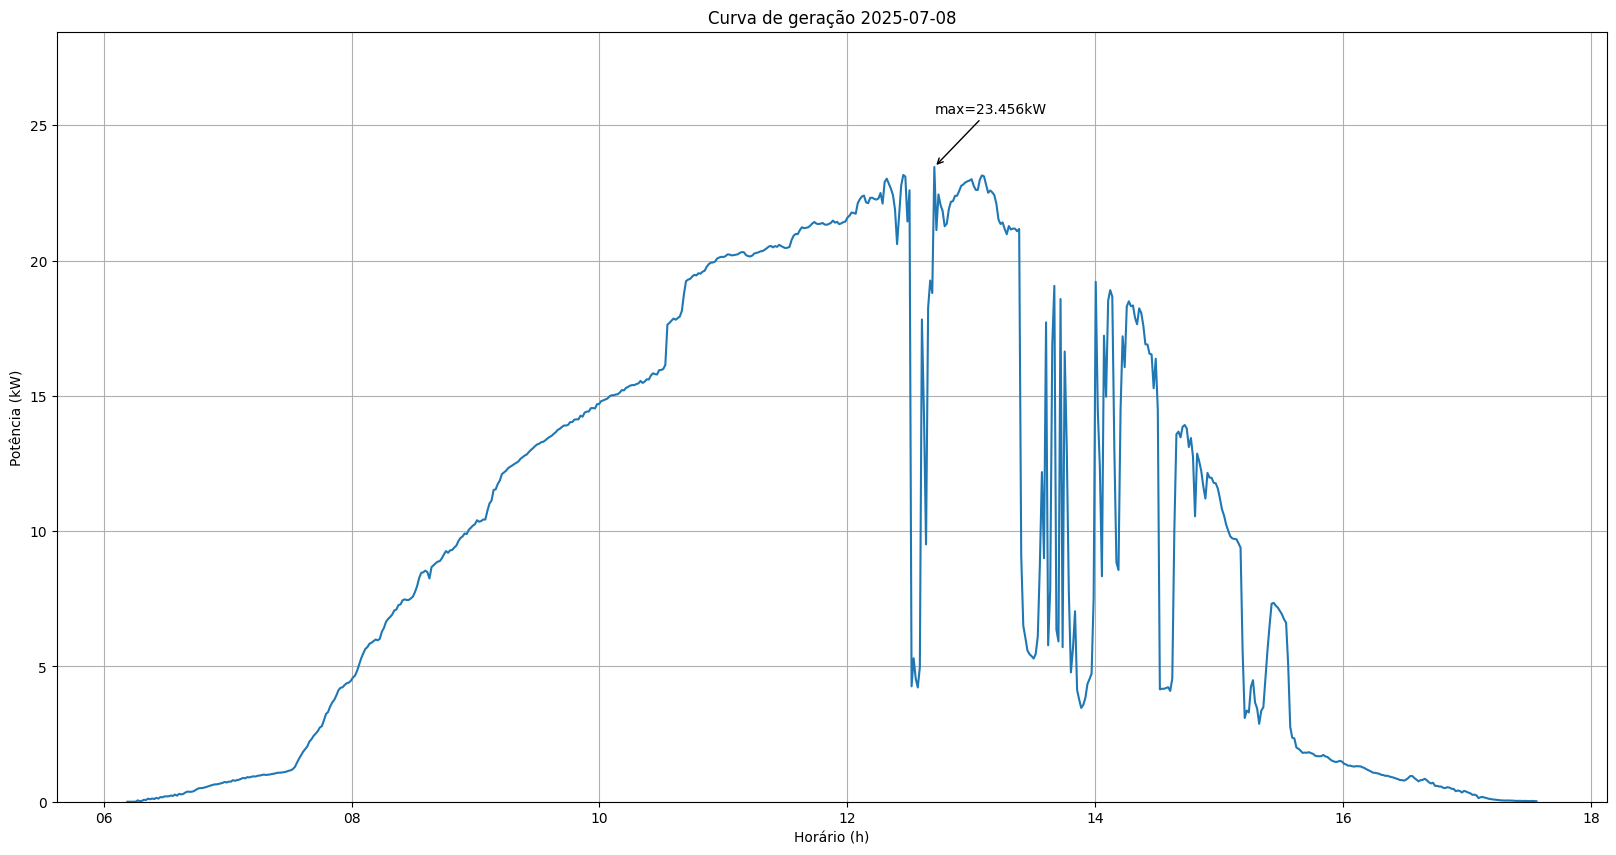 Curva de geração 2025-07-08
max=23.456kW
Potência (kW)
25
20
15
10
5
0
06 08 10 12 14 16 18
Horário (h)